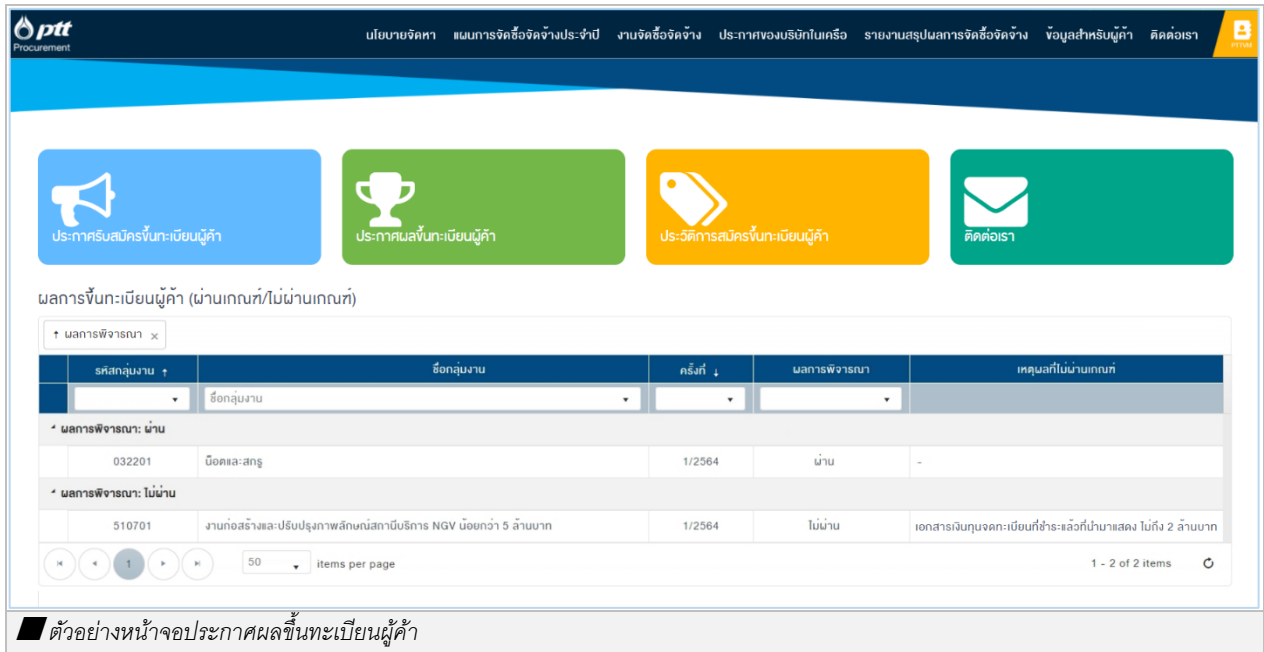 ptt
Procurement
นโยบายจัดหา แผนการจัดซื้อจัดจ้างประจำปี งานจัดซื้อจัดจ้าง ประกาศของบริษัทในเครือ รายงานสรุปผลการจัดซื้อจัดจ้าง ข้อมูลสำหรับผู้ค้า ติดต่อเรา
PTTVM
ประกาศรับสมัครขึ้นทะเบียนผู้ค้า ประกาศผลขึ้นทะเบียนผู้ค้า ประวัติการสมัครขึ้นทะเบียนผู้ค้า ติดต่อเรา
ผลการขึ้นทะเบียนผู้ค้า (ผ่านเกณฑ์/ไม่ผ่านเกณฑ์)
↑ ผลการพิจารณา ×
รหัสกลุ่มงาน ↑ ชื่อกลุ่มงาน ครั้งที่ ↓ ผลการพิจารณา เหตุผลที่ไม่ผ่านเกณฑ์
ชื่อกลุ่มงาน
ผลการพิจารณา: ผ่าน
032201 น๊อตและสกรู 1/2564 ผ่าน -
ผลการพิจารณา: ไม่ผ่าน
510701 งานก่อสร้างและปรับปรุงภาพลักษณ์สถานีบริการ NGV น้อยกว่า 5 ล้านบาท 1/2564 ไม่ผ่าน เอกสารเงินทุนจดทะเบียนที่ชำระแล้วที่นำมาแสดง ไม่ถึง 2 ล้านบาท
1 50 items per page 1 - 2 of 2 items
ตัวอย่างหน้าจอประกาศผลขึ้นทะเบียนผู้ค้า